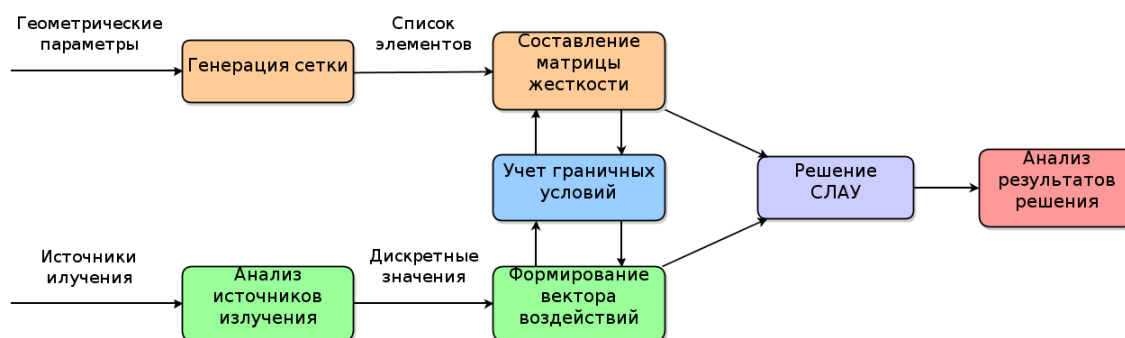 Геометрические
параметры
Список
элементов
Генерация сетки
Составление
матрицы
жесткости
Учет граничных
условий
Решение
СЛАУ
Анализ
результатов
решения
Источники
илучения
Дискретные
значения
Анализ
источников
излучения
Формирование
вектора
воздействий